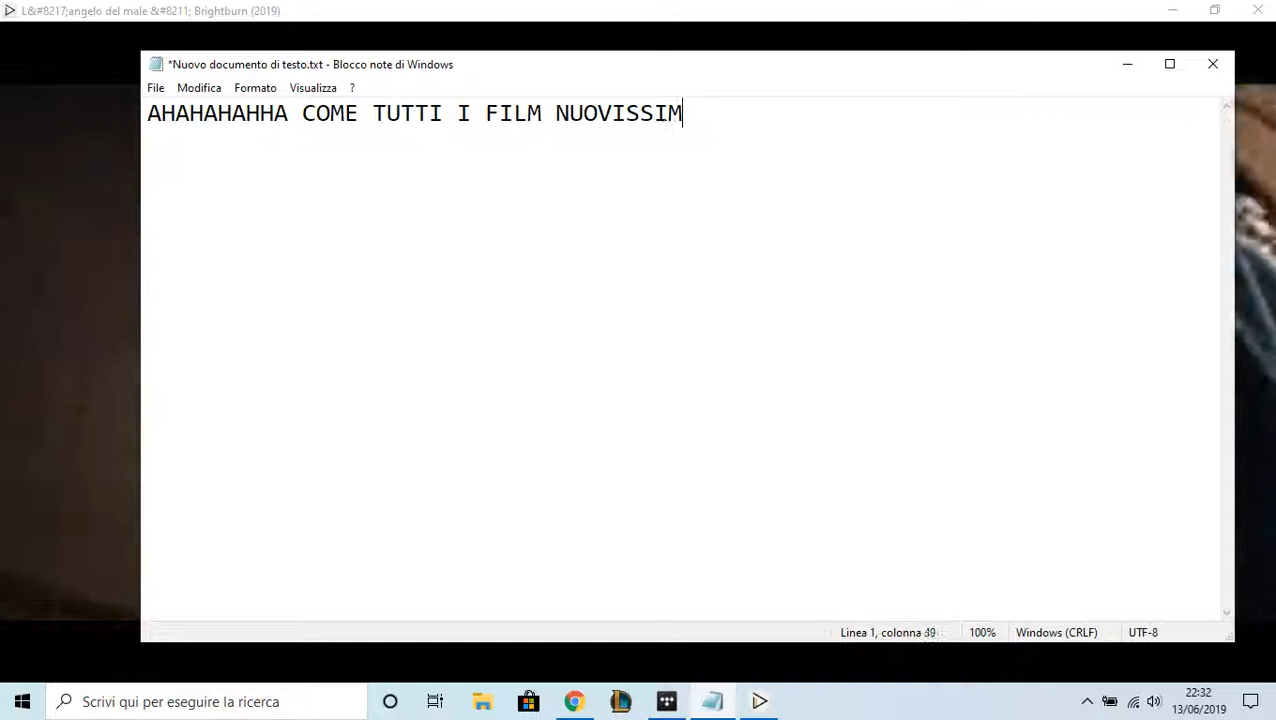 L&#8217;angelo del male &#8211; Brightburn (2019)
*Nuovo documento di testo.txt - Blocco note di Windows
File Modifica Formato Visualizza ?
AHAHAHAHHA COME TUTTI I FILM NUOVISSIM
Linea 1, colonna 39 100% Windows (CRLF) UTF-8
Scrivi qui per eseguire la ricerca
22:32
13/06/2019